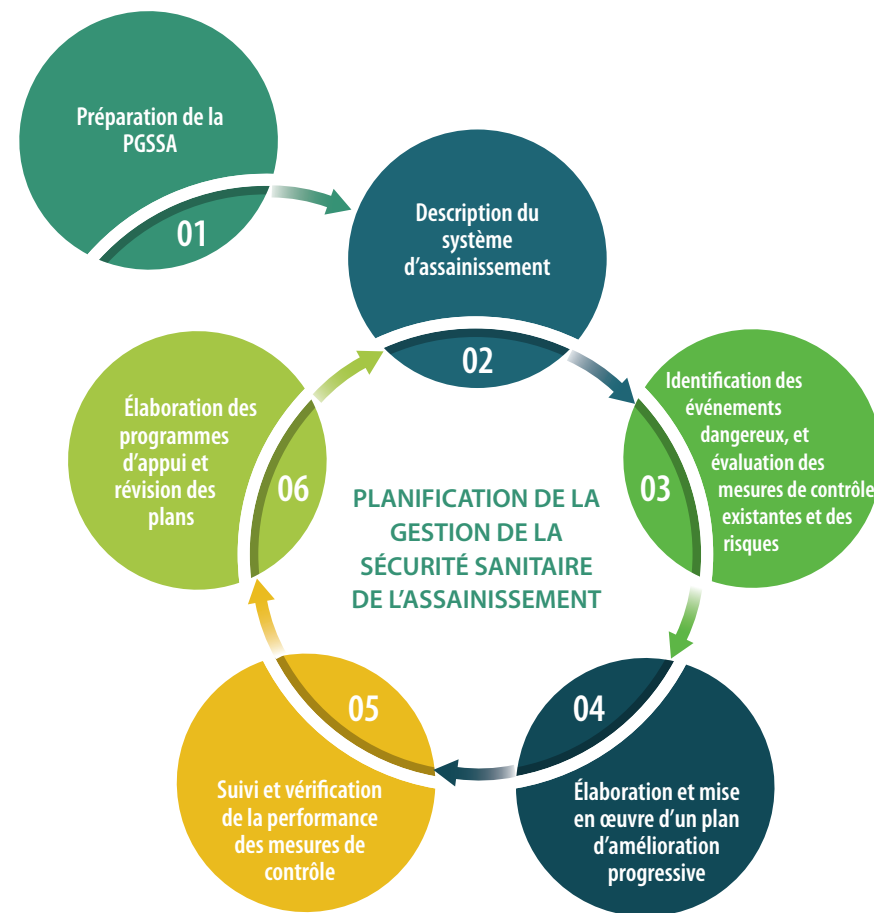 Préparation de la
PGSSA
01
Description du
système
d’assainissement
02
Identification des
événements
dangereux, et
évaluation des
mesures de contrôle
existantes et des
risques
03
Élaboration et mise
en œuvre d’un plan
d’amélioration
progressive
04
Suivi et vérification
de la performance
des mesures de
contrôle
05
Élaboration des
programmes
d’appui et
révision des
plans
06
PLANIFICATION DE LA
GESTION DE LA
SÉCURITÉ SANITAIRE
DE L’ASSAINISSEMENT